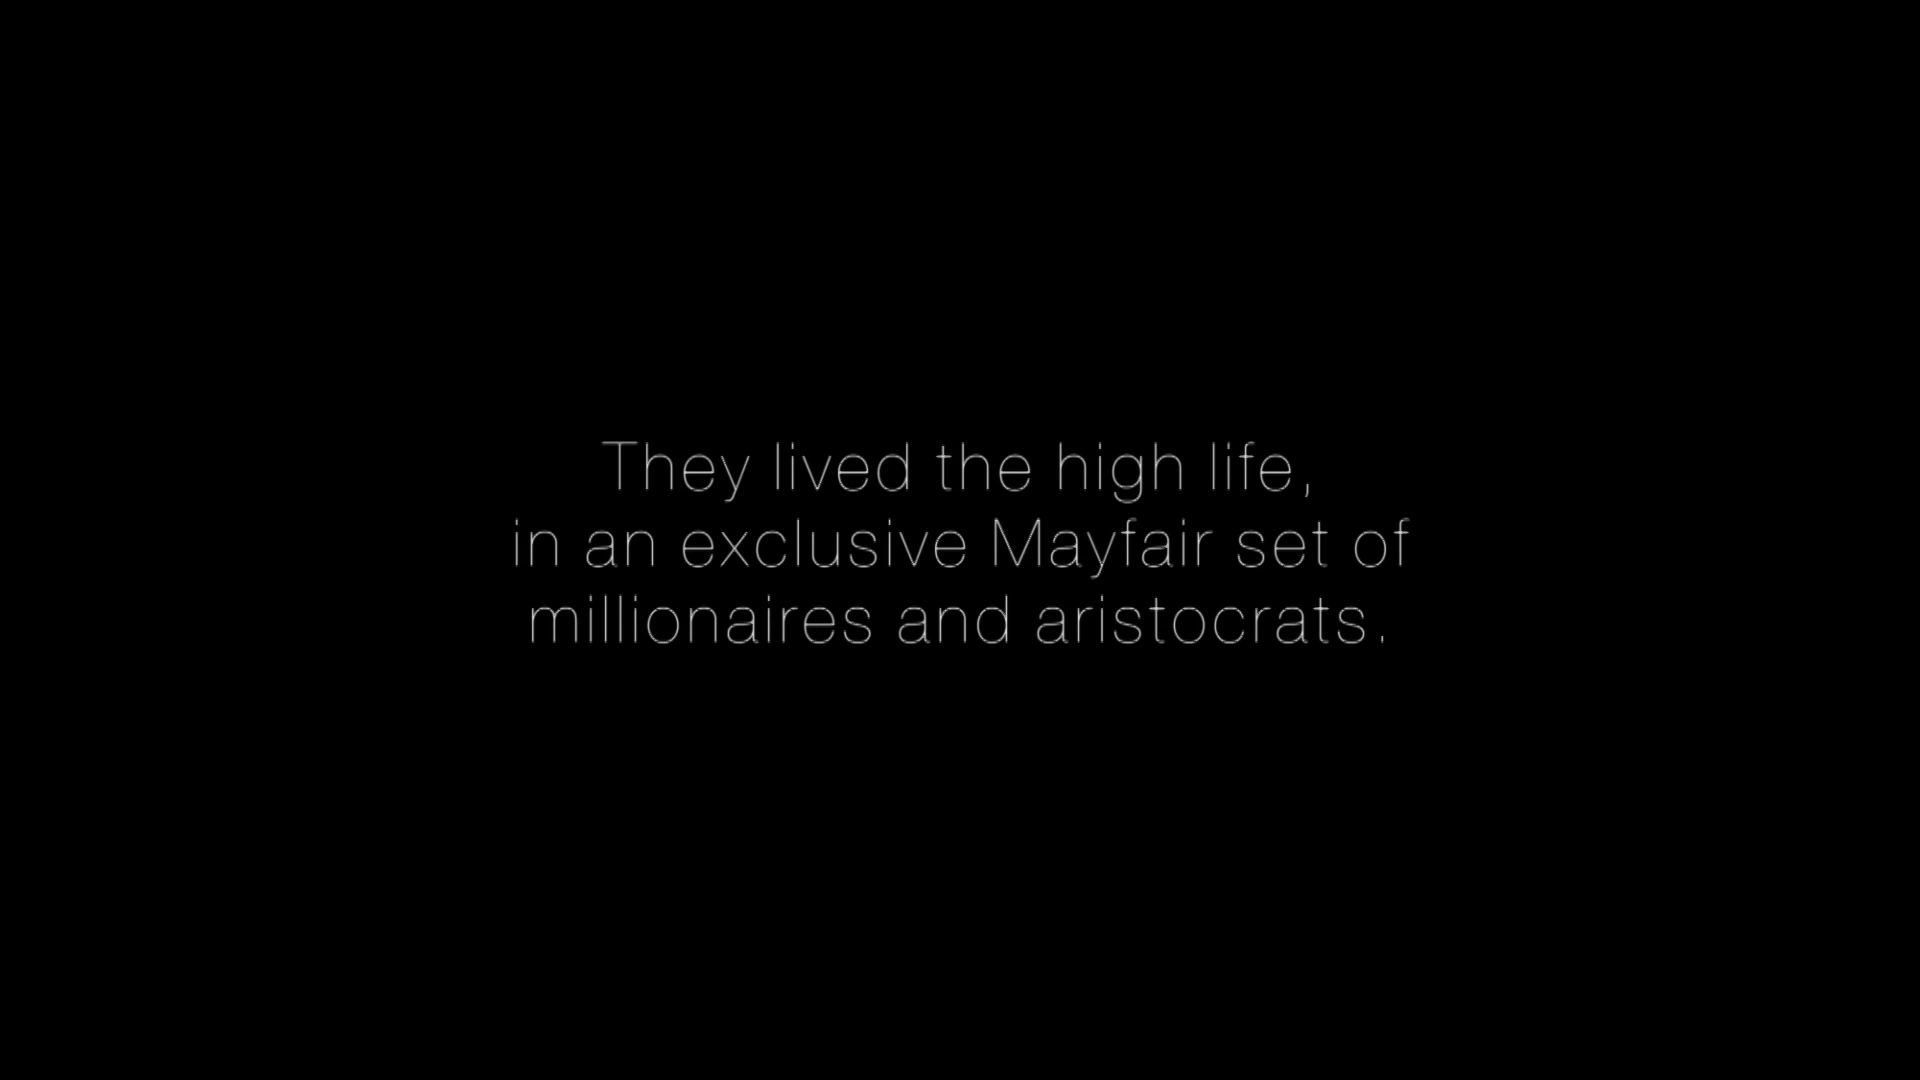 They lived the high life,
in an exclusive Mayfair set of
millionaires and aristocrats.